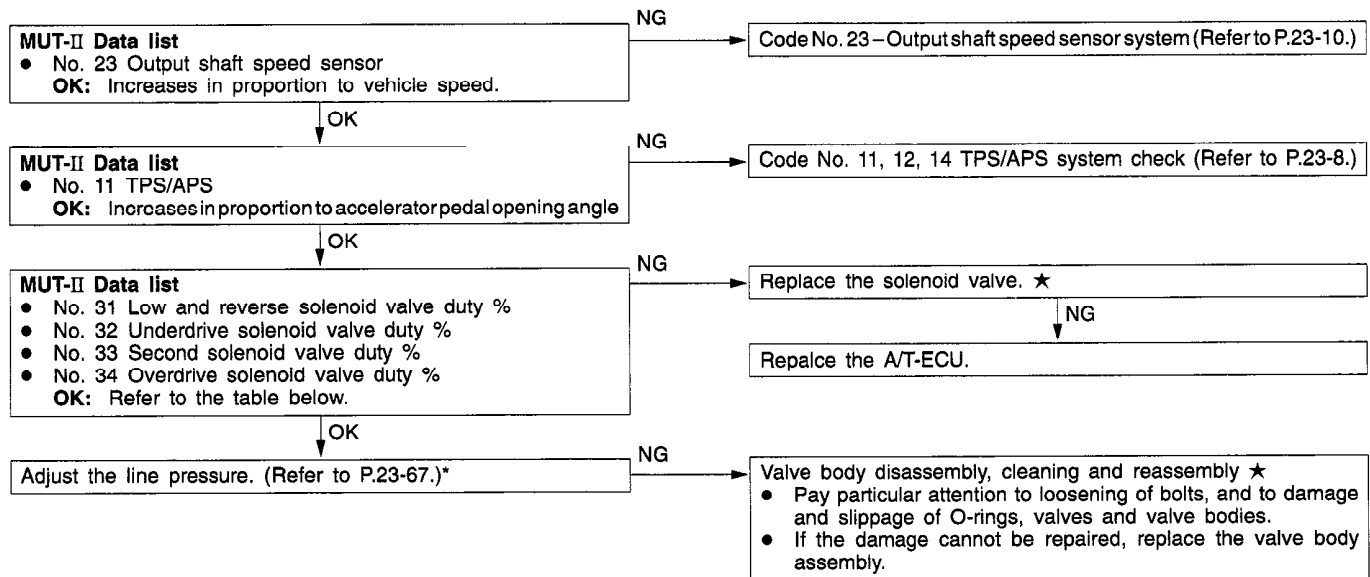 NG
MUT-II Data list
● No. 23 Output shaft speed sensor
OK: Increases in proportion to vehicle speed.
Code No. 23–Output shaft speed sensor system (Refer to P.23-10.)
OK
NG
MUT-II Data list
● No. 11 TPS/APS
OK: Increases in proportion to accelerator pedal opening angle
Code No. 11, 12, 14 TPS/APS system check (Refer to P.23-8.)
OK
NG
MUT-II Data list
● No. 31 Low and reverse solenoid valve duty %
● No. 32 Underdrive solenoid valve duty %
● No. 33 Second solenoid valve duty %
● No. 34 Overdrive solenoid valve duty %
OK: Refer to the table below.
Replace the solenoid valve. ★
NG
Repalce the A/T-ECU.
OK
NG
Adjust the line pressure. (Refer to P.23-67.)*
Valve body disassembly, cleaning and reassembly ★
● Pay particular attention to loosening of bolts, and to damage
and slippage of O-rings, valves and valve bodies.
● If the damage cannot be repaired, replace the valve body
assembly.